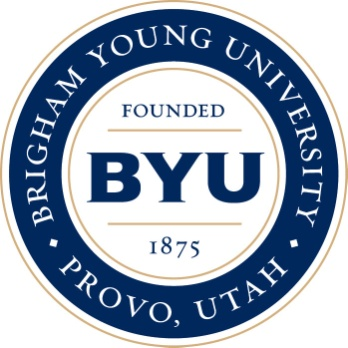 BRIGHAM YOUNG UNIVERSITY
FOUNDED
BYU
1875
PROVO, UTAH